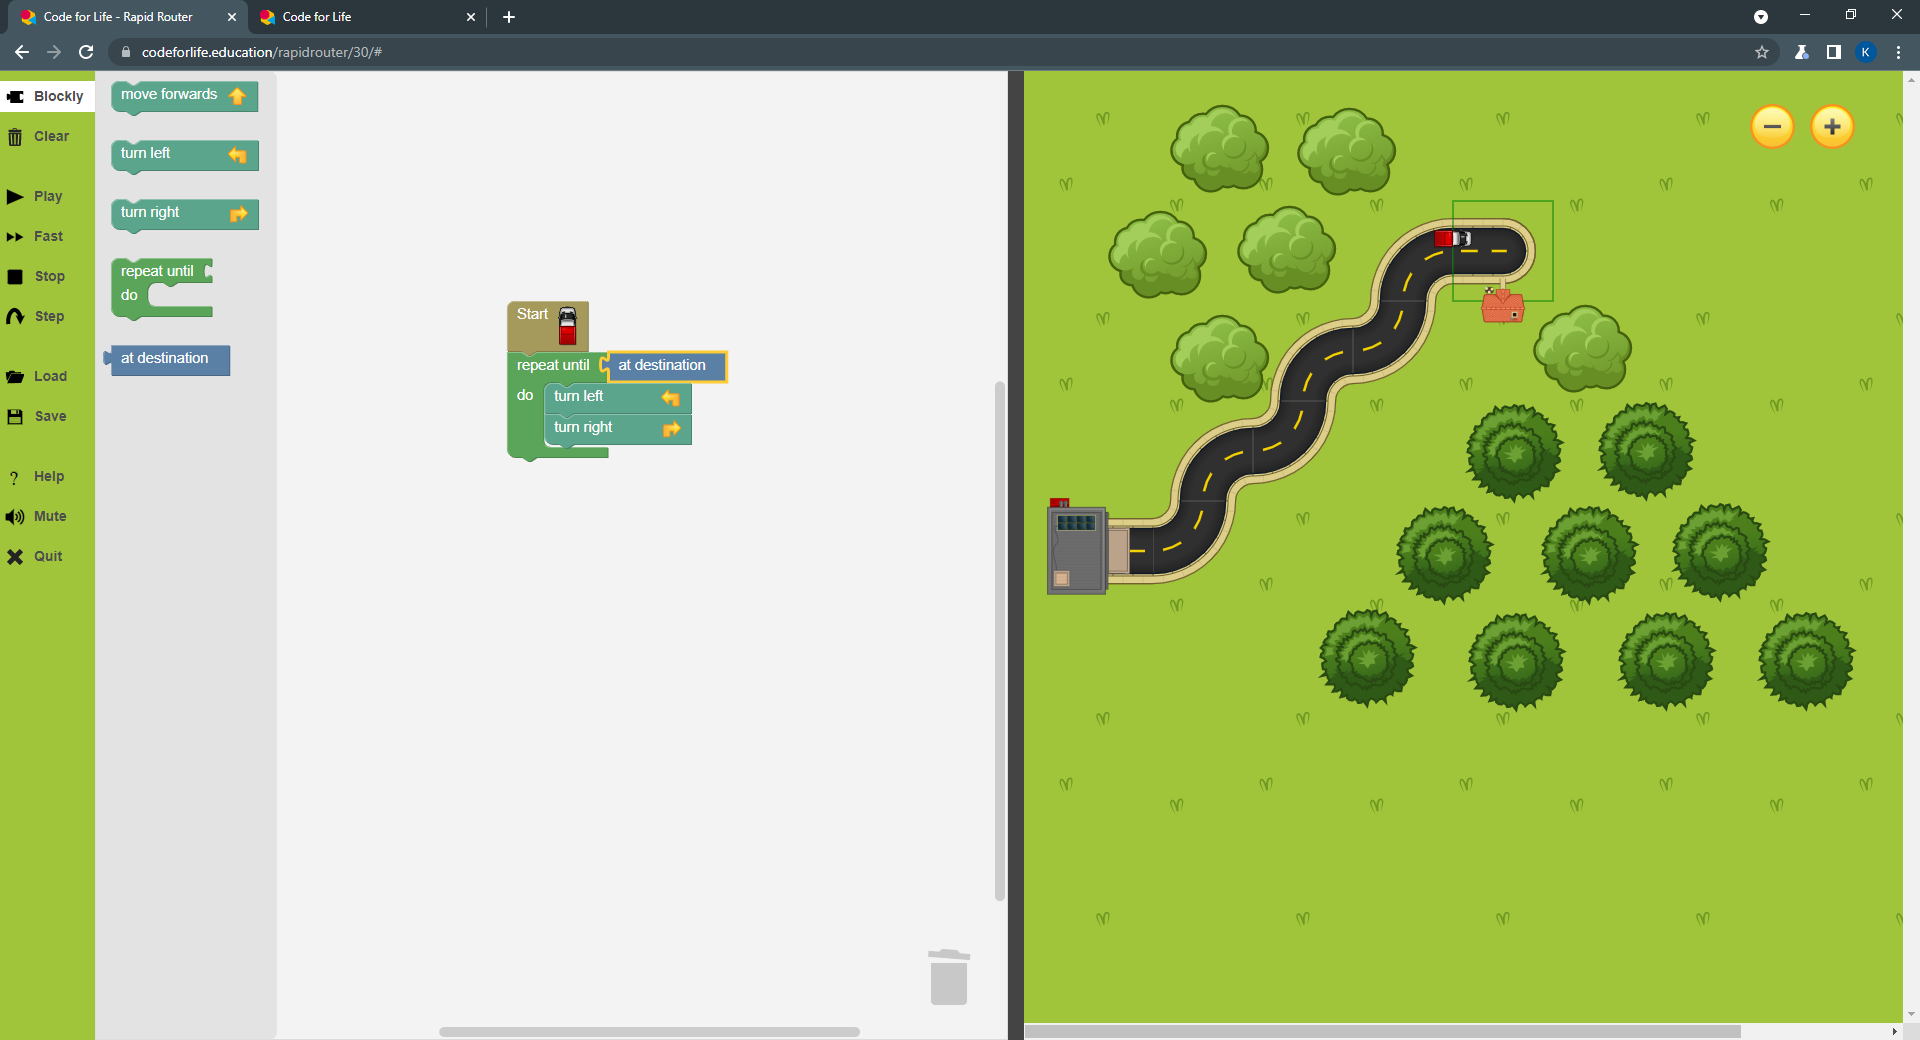 Code for Life - Rapid Router
Code for Life
codeforlife.education/rapidrouter/30/#
K
Blockly
Clear
Play
Fast
Stop
Step
Load
Save
Help
Mute
Quit
move forwards
turn left
turn right
repeat until
do
at destination
Start
repeat until at destination
do turn left
turn right